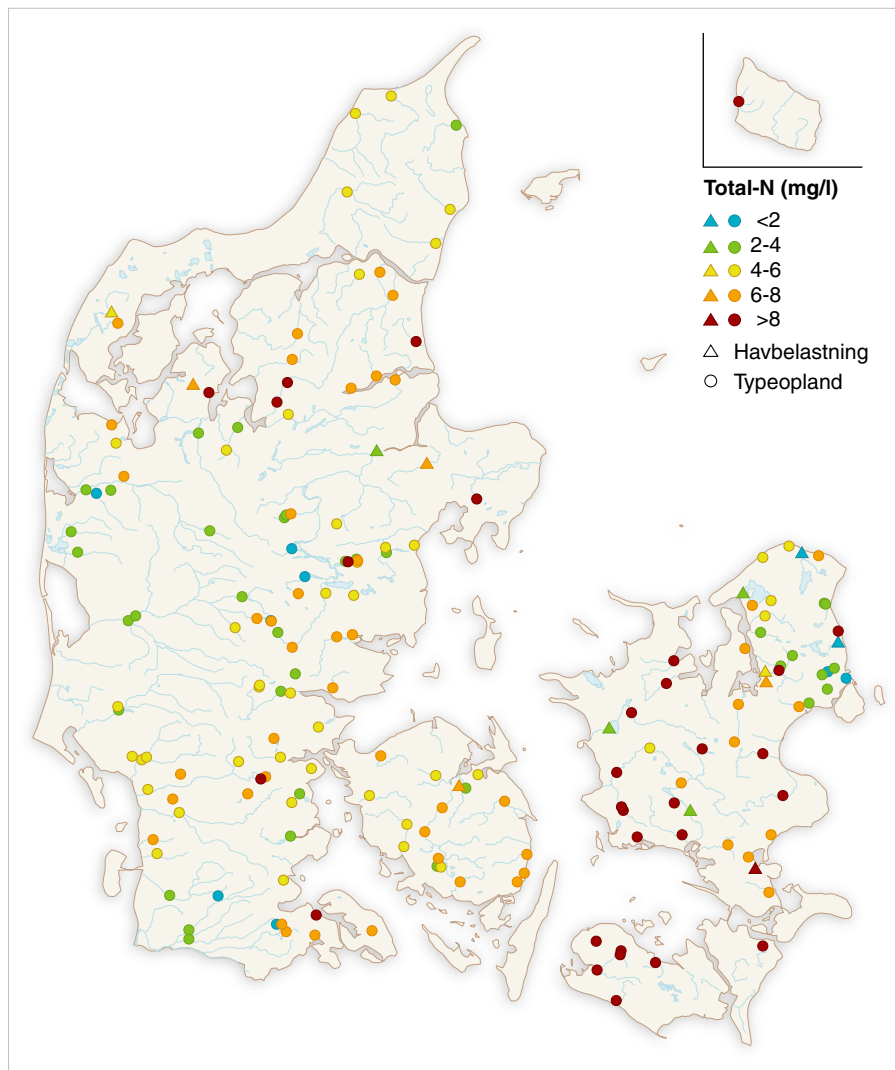 Total-N (mg/l)
<2
2-4
4-6
6-8
>8
Havbelastning
Typeopland